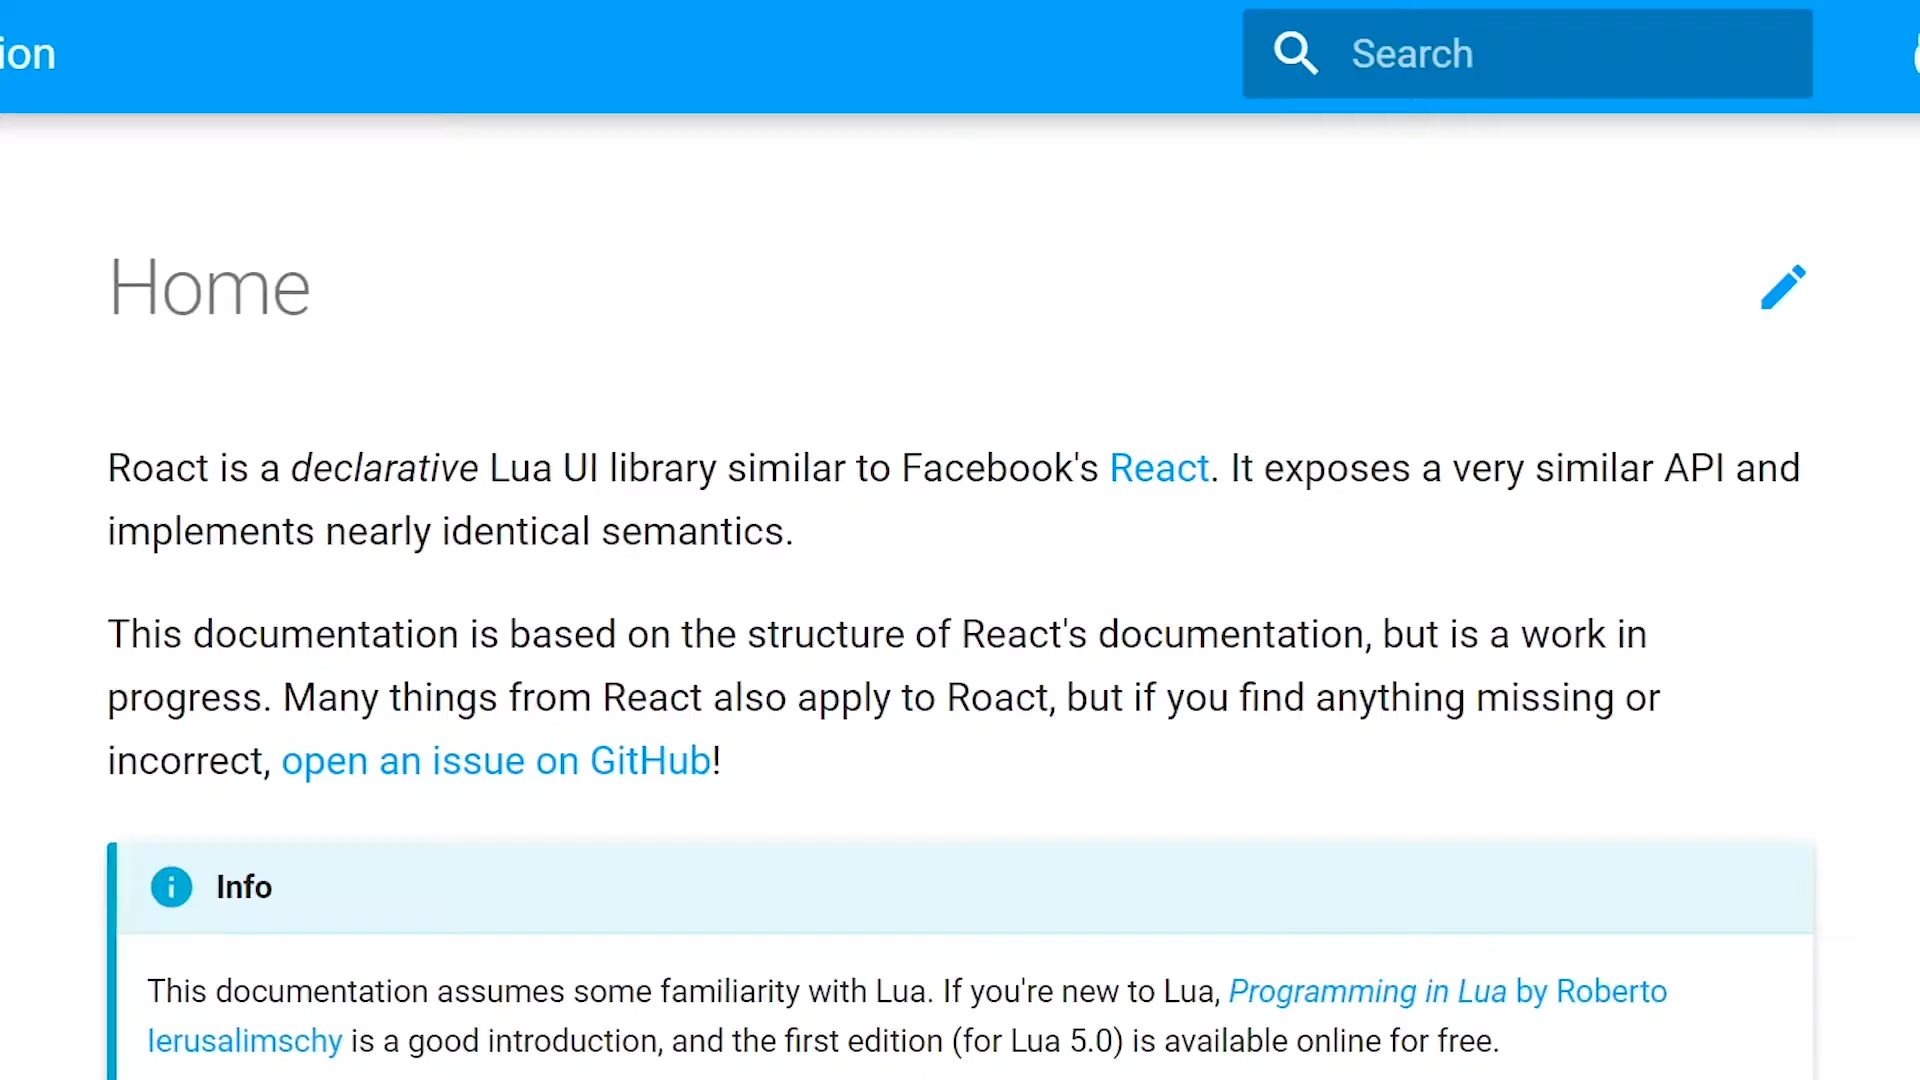 ion
Search
Home
Roact is a declarative Lua UI library similar to Facebook's React. It exposes a very similar API and
implements nearly identical semantics.
This documentation is based on the structure of React's documentation, but is a work in
progress. Many things from React also apply to Roact, but if you find anything missing or
incorrect, open an issue on GitHub!
Info
This documentation assumes some familiarity with Lua. If you're new to Lua, Programming in Lua by Roberto
Ierusalimschy is a good introduction, and the first edition (for Lua 5.0) is available online for free.